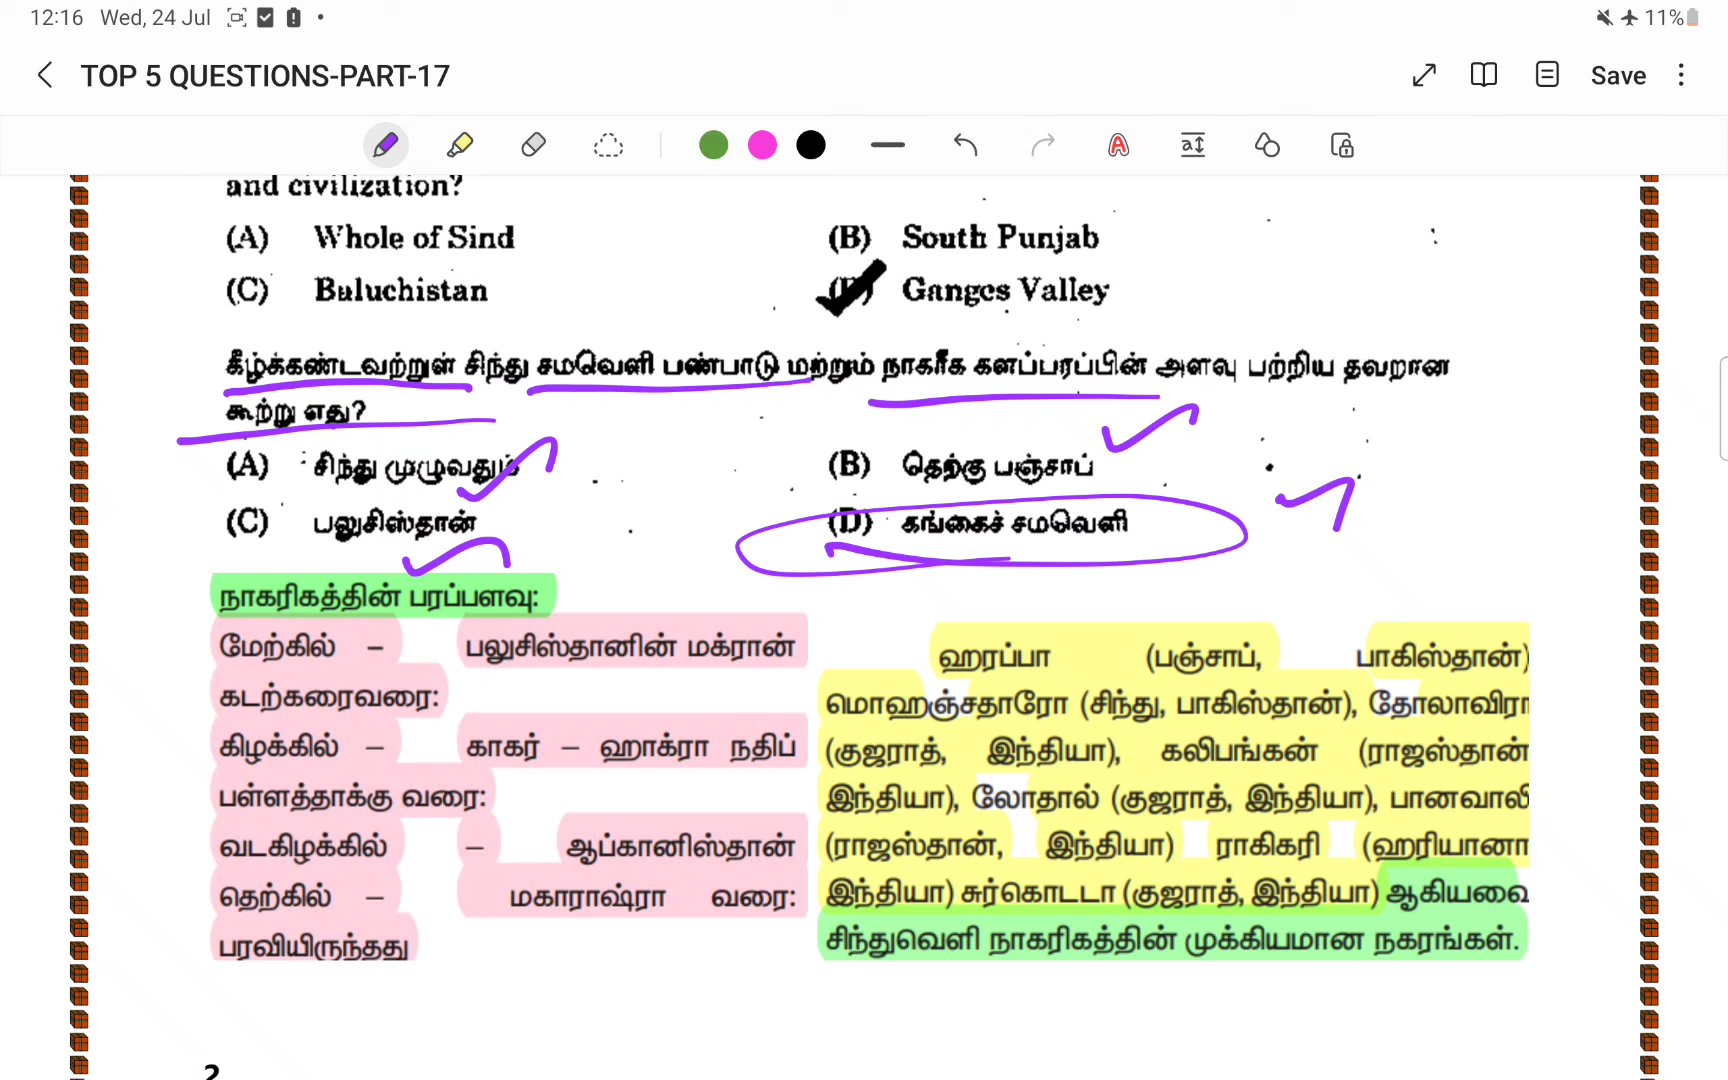 12:16 Wed, 24 Jul
11%
TOP 5 QUESTIONS-PART-17
Save
and civilization?
(A) Whole of Sind
(B) South Punjab
(C) Baluchistan
(D) Ganges Valley
கீழ்க்கண்டவற்றுள் சிந்து சமவெளி பண்பாடு மற்றும் நாகரீக களப்பரப்பின் அளவு பற்றிய தவறான
கூற்று எது?
(A) சிந்து முழுவதும்
(B) தெற்கு பஞ்சாப்
(C) பலுசிஸ்தான்
(D) கங்கைச் சமவெளி
நாகரிகத்தின் பரப்பளவு:
மேற்கில் – பலுசிஸ்தானின் மக்ரான்
கடற்கரைவரை:
கிழக்கில் – காகர் – ஹாக்ரா நதிப்
பள்ளத்தாக்கு வரை:
வடகிழக்கில் – ஆப்கானிஸ்தான்
தெற்கில் – மகாராஷ்ரா வரை:
பரவியிருந்தது
ஹரப்பா (பஞ்சாப், பாகிஸ்தான்)
மொஹஞ்சதாரோ (சிந்து, பாகிஸ்தான்), தோலாவிரா
(குஜராத், இந்தியா), கலிபங்கன் (ராஜஸ்தான்
இந்தியா), லோதால் (குஜராத், இந்தியா), பானவாலி
(ராஜஸ்தான், இந்தியா) ராகிகரி (ஹரியானா
இந்தியா) சுர்கொடடா (குஜராத், இந்தியா) ஆகியவை
சிந்துவெளி நாகரிகத்தின் முக்கியமான நகரங்கள்.
2